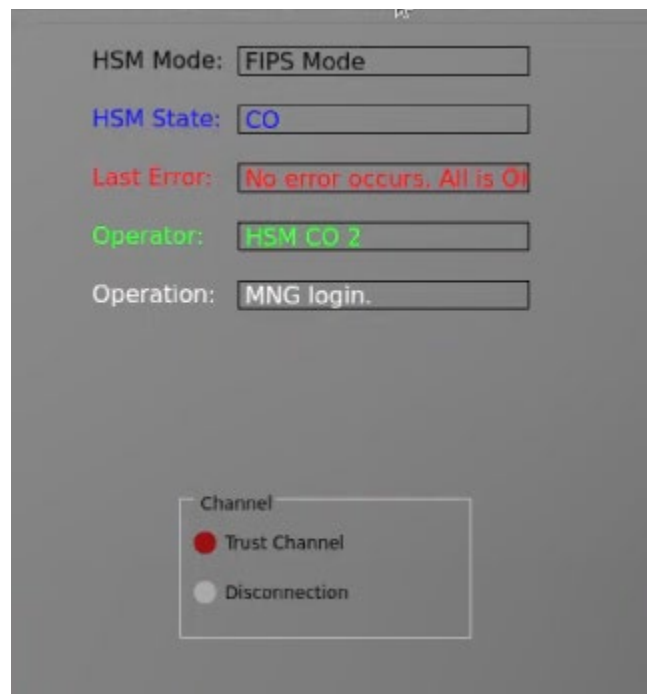 HSM Mode: FIPS Mode
HSM State: CO
Last Error: No error occurs. All is
Operator: HSM CO 2
Operation: MNG login.
Channel
Trust Channel
Disconnection